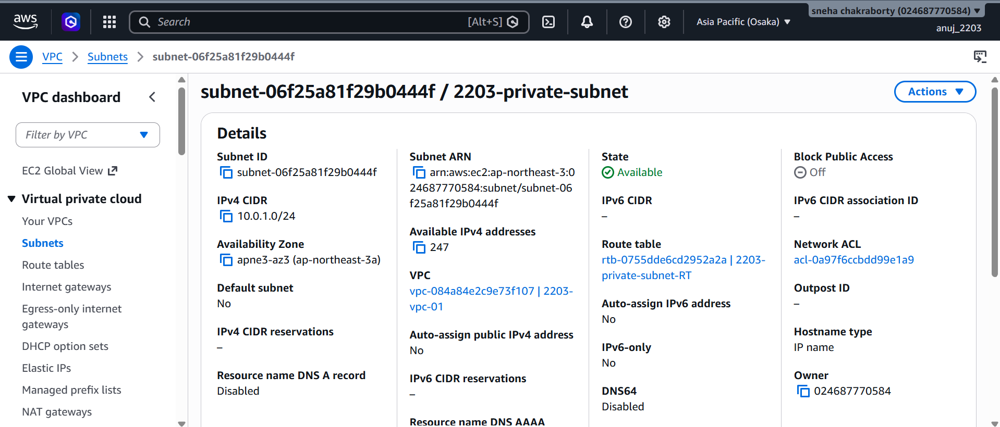 aws
Search
[Alt+S]
Asia Pacific (Osaka)
sneha chakraborty (024687770584)
anuj_2203
VPC
Subnets
subnet-06f25a81f29b0444f
VPC dashboard
Filter by VPC
EC2 Global View
Virtual private cloud
Your VPCs
Subnets
Route tables
Internet gateways
Egress-only internet
gateways
DHCP option sets
Elastic IPs
Managed prefix lists
NAT gateways
subnet-06f25a81f29b0444f / 2203-private-subnet
Actions
Details
Subnet ID
subnet-06f25a81f29b0444f
IPv4 CIDR
10.0.1.0/24
Availability Zone
apne3-az3 (ap-northeast-3a)
Default subnet
No
IPv4 CIDR reservations
–
Resource name DNS A record
Disabled
Subnet ARN
arn:aws:ec2:ap-northeast-3:0
24687770584:subnet/subnet-06
f25a81f29b0444f
Available IPv4 addresses
247
VPC
vpc-084a84e2c9e73f107 | 2203-
vpc-01
Auto-assign public IPv4 address
No
IPv6 CIDR reservations
–
Resource name DNS AAAA
State
Available
IPv6 CIDR
–
Route table
rtb-0755dde6cd2952a2a | 2203-
private-subnet-RT
Auto-assign IPv6 address
No
IPv6-only
No
DNS64
Disabled
Block Public Access
Off
IPv6 CIDR association ID
–
Network ACL
acl-0a97f6ccbdd99e1a9
Outpost ID
–
Hostname type
IP name
Owner
024687770584